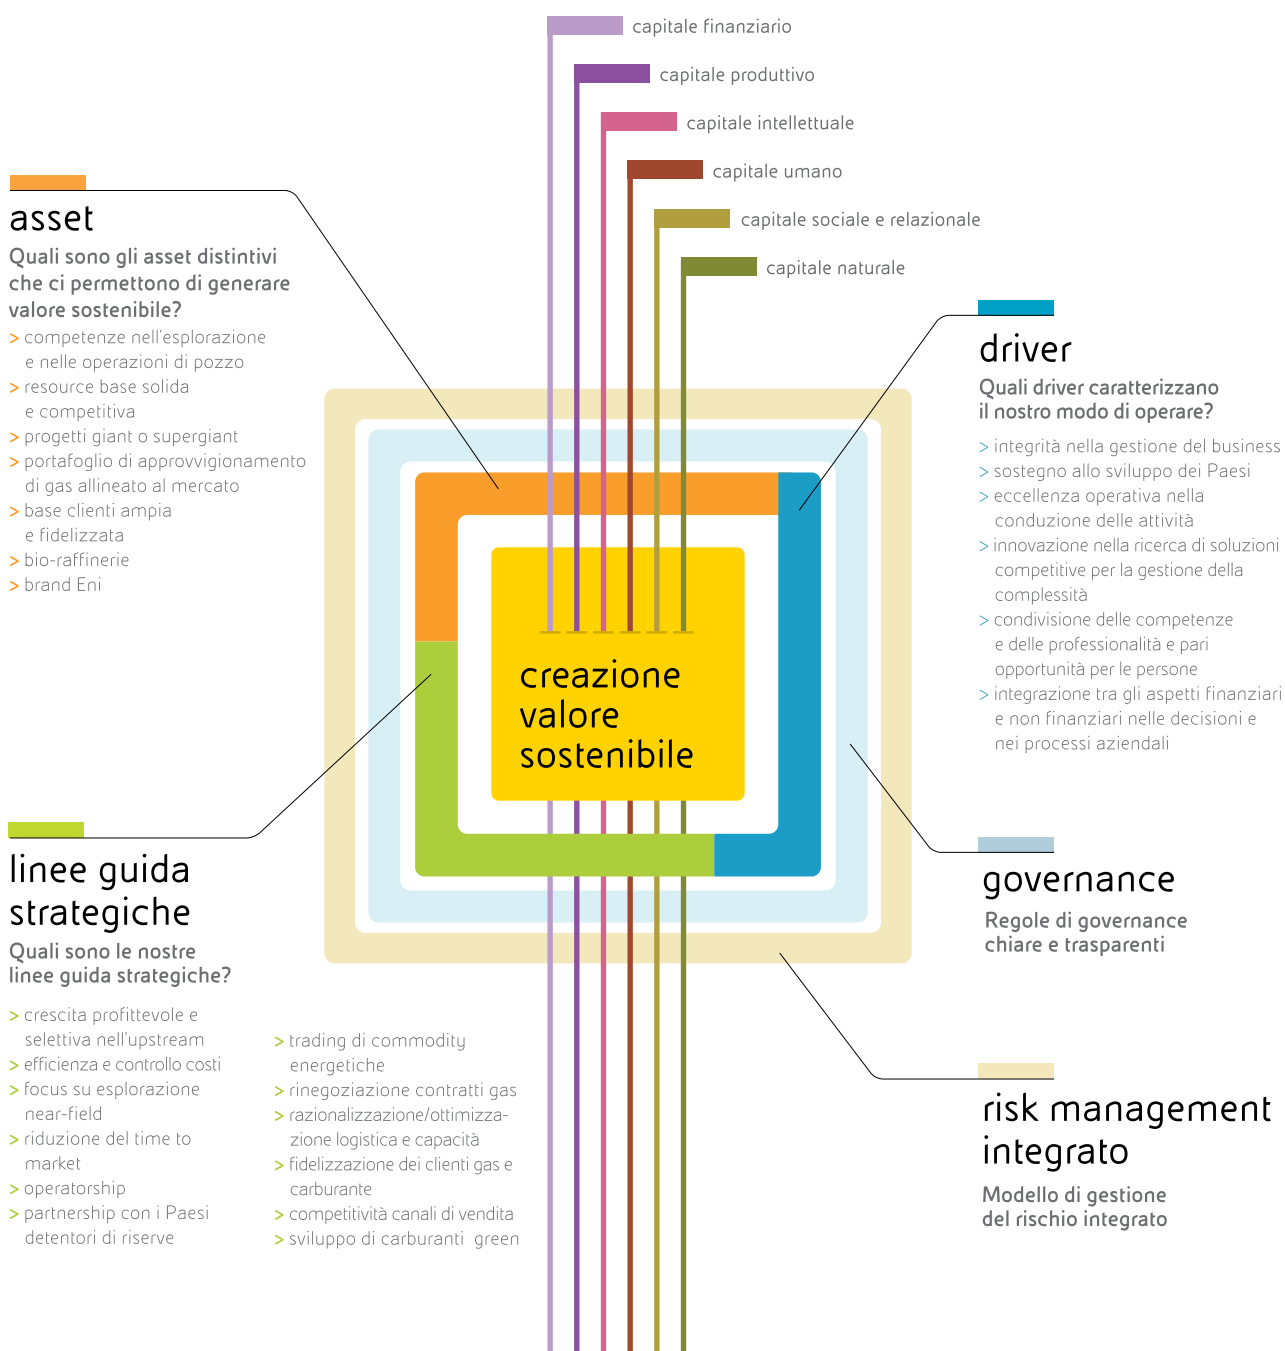 capitale finanziario
capitale produttivo
capitale intellettuale
capitale umano
capitale sociale e relazionale
capitale naturale
asset
Quali sono gli asset distintivi
che ci permettono di generare
valore sostenibile?
> competenze nell'esplorazione
e nelle operazioni di pozzo
> resource base solida
e competitiva
> progetti giant o supergiant
> portafoglio di approvvigionamento
di gas allineato al mercato
> base clienti ampia
e fidelizzata
> bio-raffinerie
> brand Eni
driver
Quali driver caratterizzano
il nostro modo di operare?
> integrità nella gestione del business
> sostegno allo sviluppo dei Paesi
> eccellenza operativa nella
conduzione delle attività
> innovazione nella ricerca di soluzioni
competitive per la gestione della
complessità
> condivisione delle competenze
e delle professionalità e pari
opportunità per le persone
> integrazione tra gli aspetti finanziari
e non finanziari nelle decisioni e
nei processi aziendali
creazione
valore
sostenibile
linee guida
strategiche
Quali sono le nostre
linee guida strategiche?
> crescita profittevole e
selettiva nell'upstream
> efficienza e controllo costi
> focus su esplorazione
near-field
> riduzione del time to
market
> operatorship
> partnership con i Paesi
detentori di riserve
> trading di commodity
energetiche
> rinegoziazione contratti gas
> razionalizzazione/ottimizza-
zione logistica e capacità
> fidelizzazione dei clienti gas e
carburante
> competitività canali di vendita
> sviluppo di carburanti green
governance
Regole di governance
chiare e trasparenti
risk management
integrato
Modello di gestione
del rischio integrato